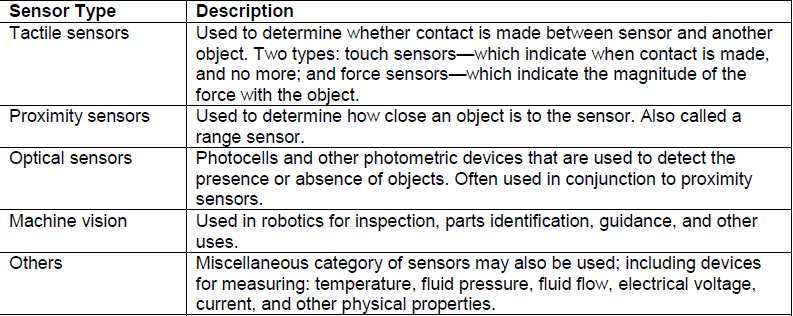 Sensor Type Description
Tactile sensors Used to determine whether contact is made between sensor and another
object. Two types: touch sensors—which indicate when contact is made,
and no more; and force sensors—which indicate the magnitude of the
force with the object.
Proximity sensors Used to determine how close an object is to the sensor. Also called a
range sensor.
Optical sensors Photocells and other photometric devices that are used to detect the
presence or absence of objects. Often used in conjunction to proximity
sensors.
Machine vision Used in robotics for inspection, parts identification, guidance, and other
uses.
Others Miscellaneous category of sensors may also be used; including devices
for measuring: temperature, fluid pressure, fluid flow, electrical voltage,
current, and other physical properties.